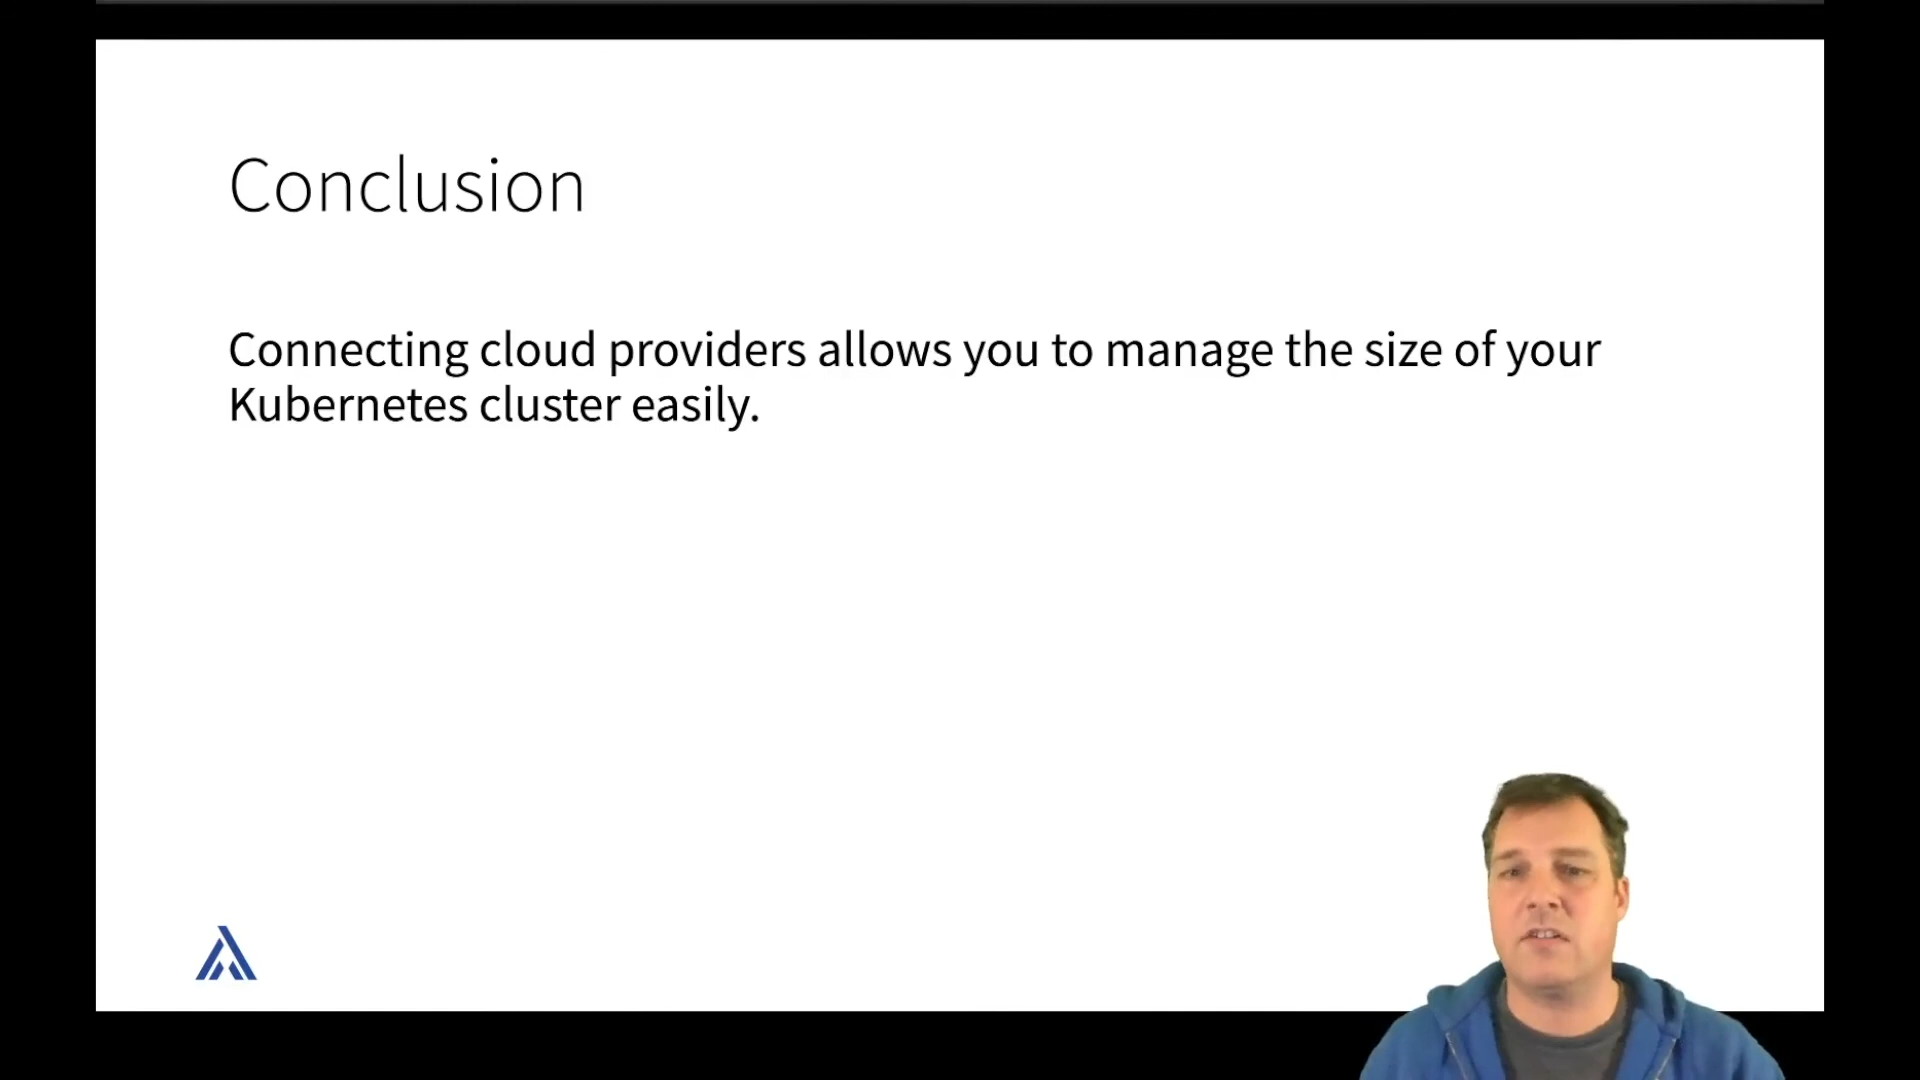 Conclusion
Connecting cloud providers allows you to manage the size of your
Kubernetes cluster easily.